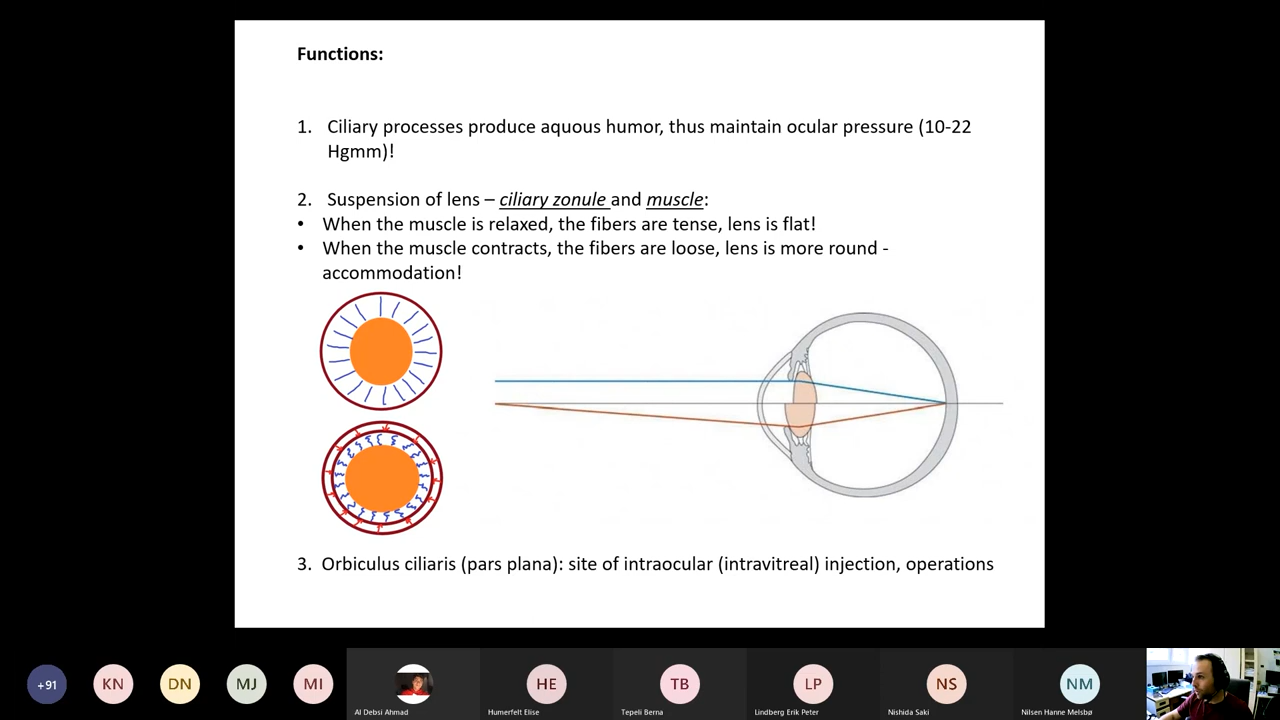 Functions:
1. Ciliary processes produce aquous humor, thus maintain ocular pressure (10-22
Hgmm)!
2. Suspension of lens – ciliary zonule and muscle:
• When the muscle is relaxed, the fibers are tense, lens is flat!
• When the muscle contracts, the fibers are loose, lens is more round -
accommodation!
3. Orbiculus ciliaris (pars plana): site of intraocular (intravitreal) injection, operations
+91
KN
DN
MJ
MI
Al Debsi Ahmad
HE
Humerfelt Elise
TB
Tepeli Berna
LP
Lindberg Erik Peter
NS
Nishida Saki
NM
Nilsen Hanne Melsbø